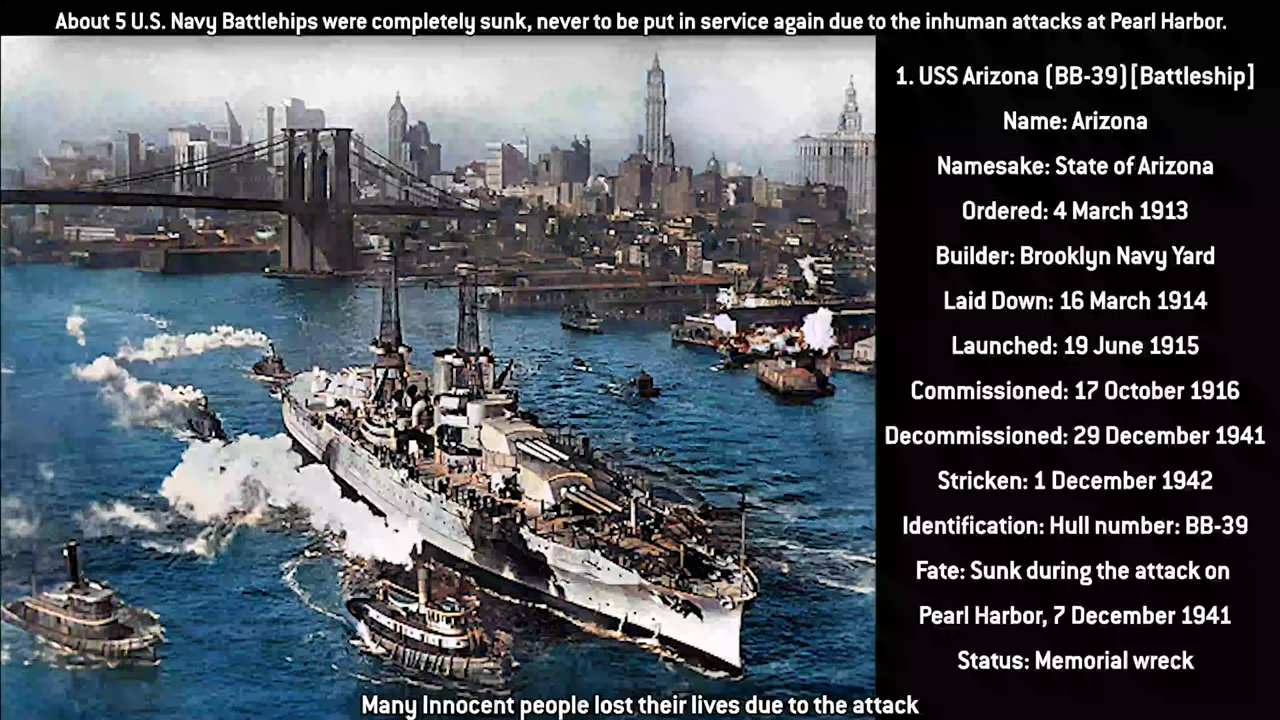 About 5 U.S. Navy Battlehips were completely sunk, never to be put in service again due to the inhuman attacks at Pearl Harbor.
1. USS Arizona (BB-39)[Battleship]
Name: Arizona
Namesake: State of Arizona
Ordered: 4 March 1913
Builder: Brooklyn Navy Yard
Laid Down: 16 March 1914
Launched: 19 June 1915
Commissioned: 17 October 1916
Decommissioned: 29 December 1941
Stricken: 1 December 1942
Identification: Hull number: BB-39
Fate: Sunk during the attack on
Pearl Harbor, 7 December 1941
Status: Memorial wreck
Many Innocent people lost their lives due to the attack